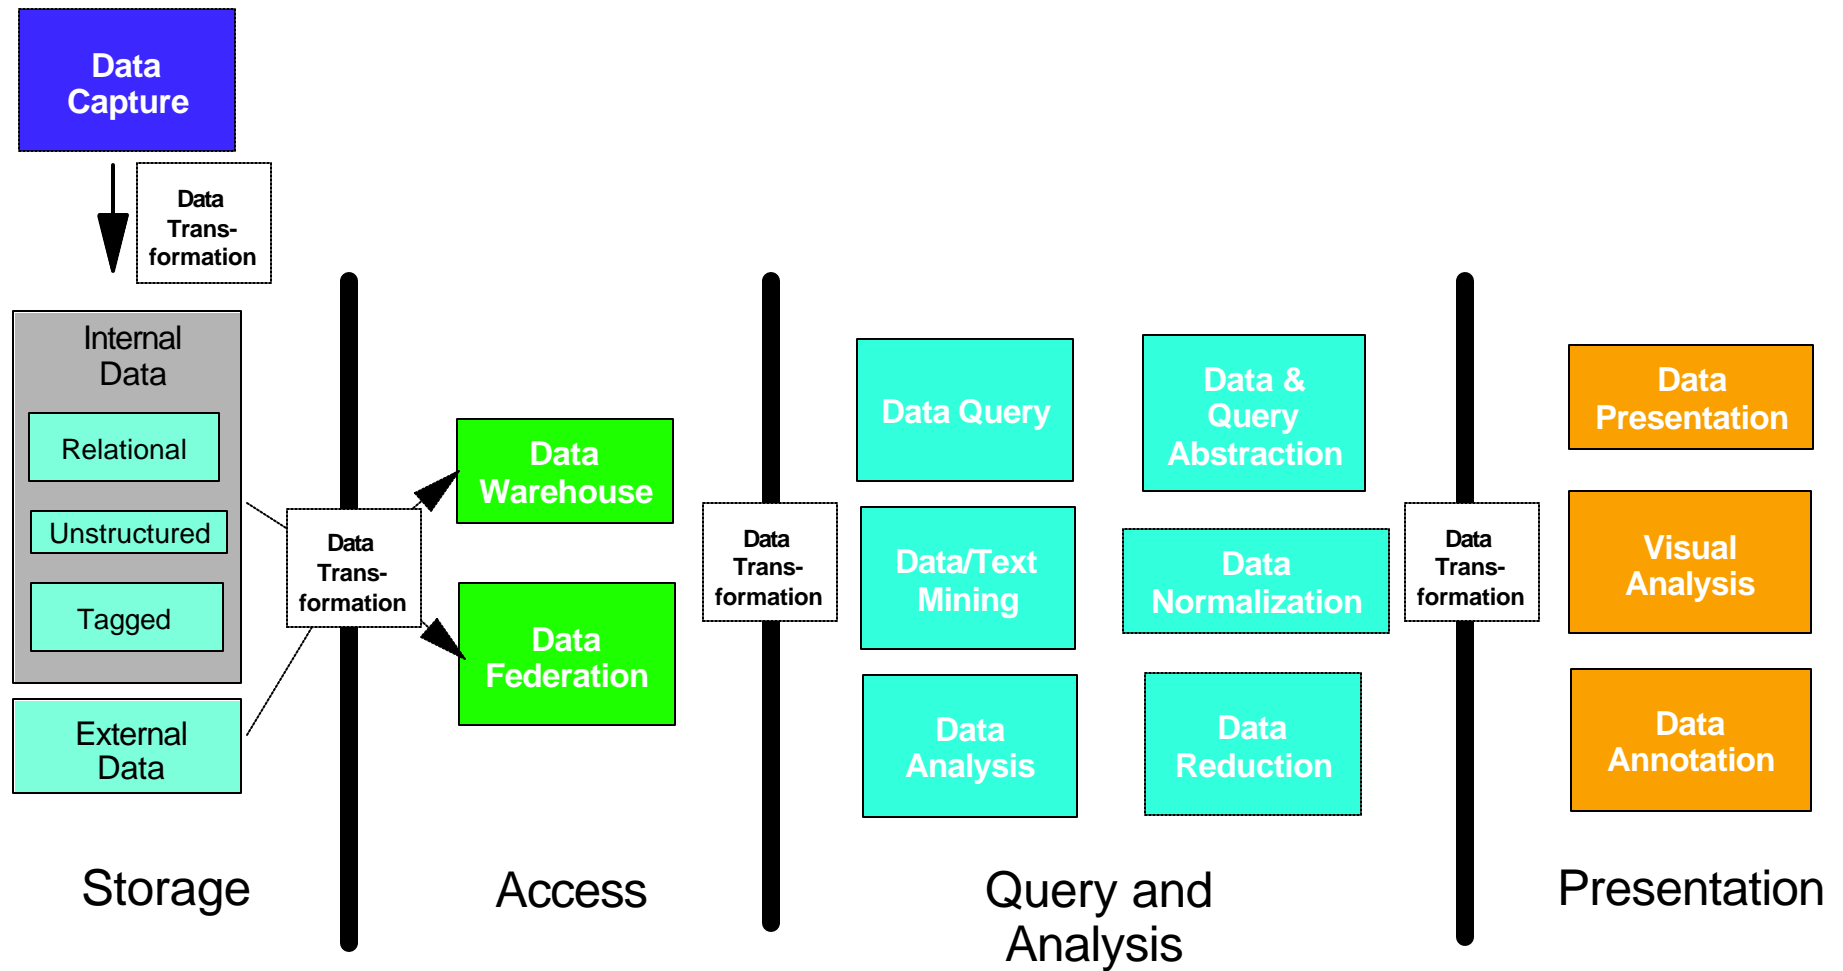 Data
Capture
Data
Trans-
formation
Internal
Data
Relational
Unstructured
Tagged
External
Data
Storage
Data
Trans-
formation
Data
Warehouse
Data
Federation
Access
Data
Trans-
formation
Data Query
Data &
Query
Abstraction
Data/Text
Mining
Data
Normalization
Data
Analysis
Data
Reduction
Query and
Analysis
Data
Trans-
formation
Data
Presentation
Visual
Analysis
Data
Annotation
Presentation